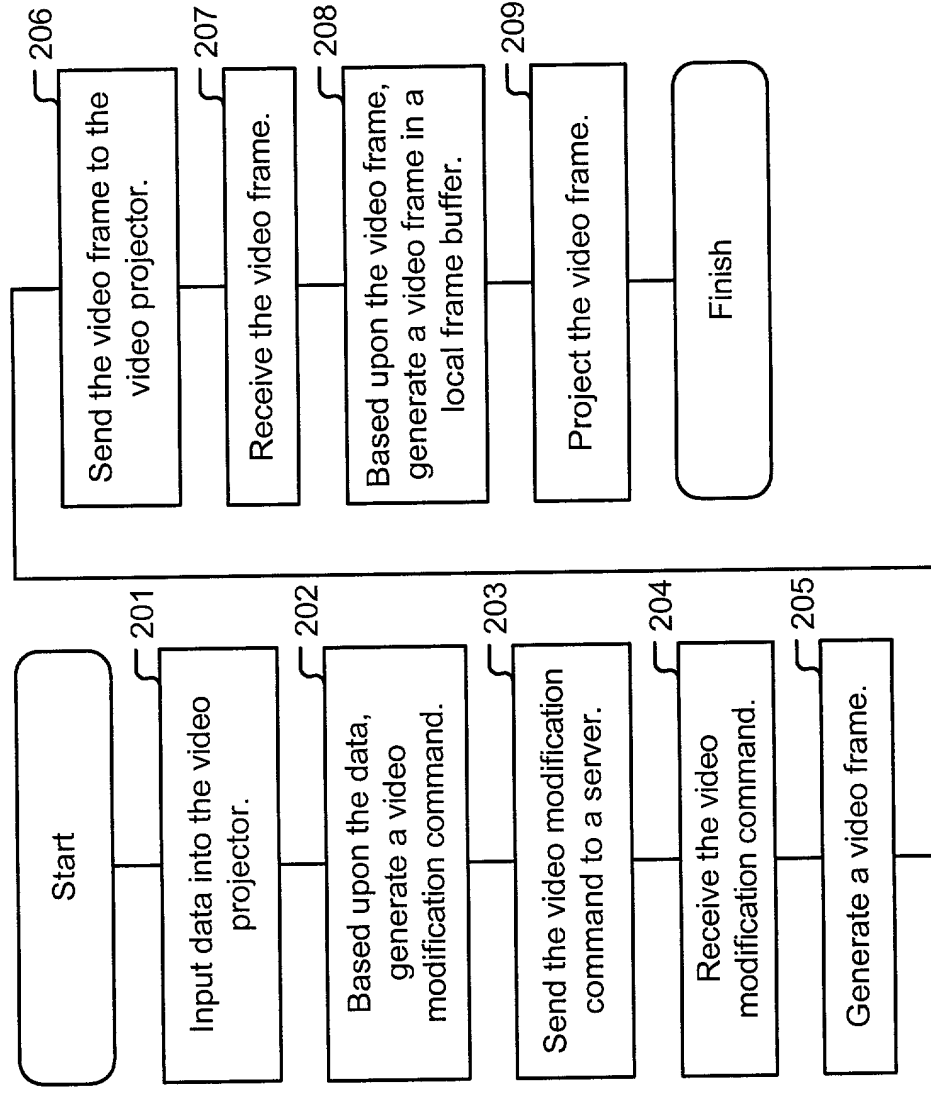 Start
201
Input data into the video
projector.
202
Based upon the data,
generate a video
modification command.
203
Send the video modification
command to a server.
204
Receive the video
modification command.
205
Generate a video frame.
206
Send the video frame to the
video projector.
207
Receive the video frame.
208
Based upon the video frame,
generate a video frame in a
local frame buffer.
209
Project the video frame.
Finish